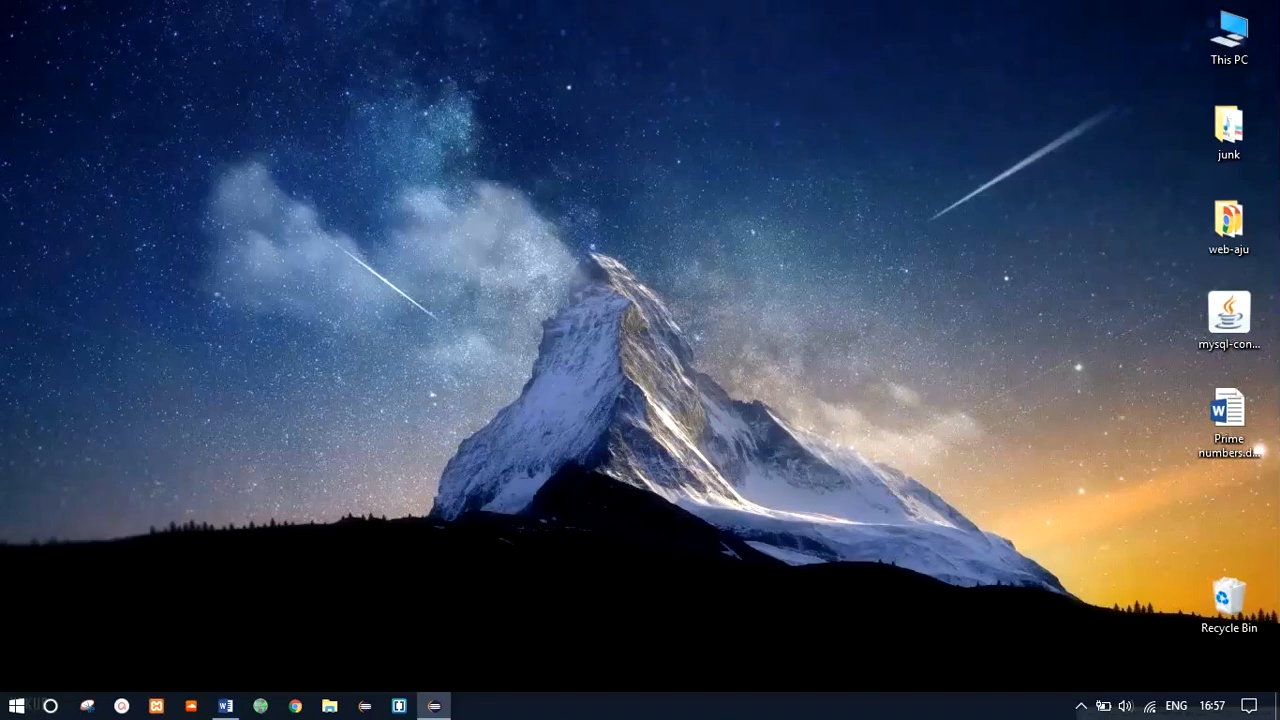 This PC
junk
web-aju
mysql-con...
Prime
numbers.d...
Recycle Bin
ENG
16:57